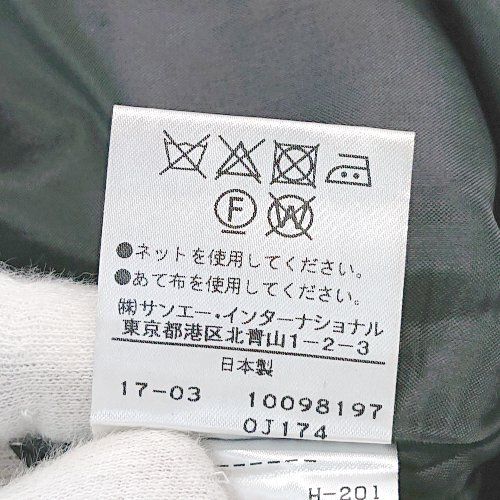 F W
●ネットを使用してください。
●あて布を使用してください。
㈱サンエー・インターナショナル
東京都港区北青山1-2-3
日本製
17-03 10098197
0J174
H-201